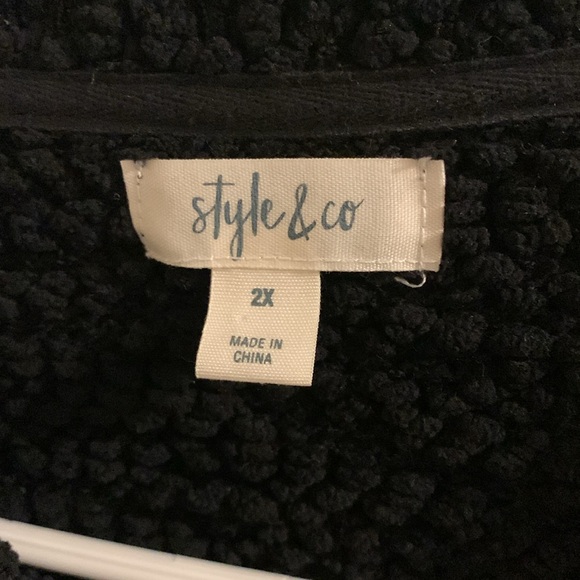 style & co
2X
MADE IN
CHINA